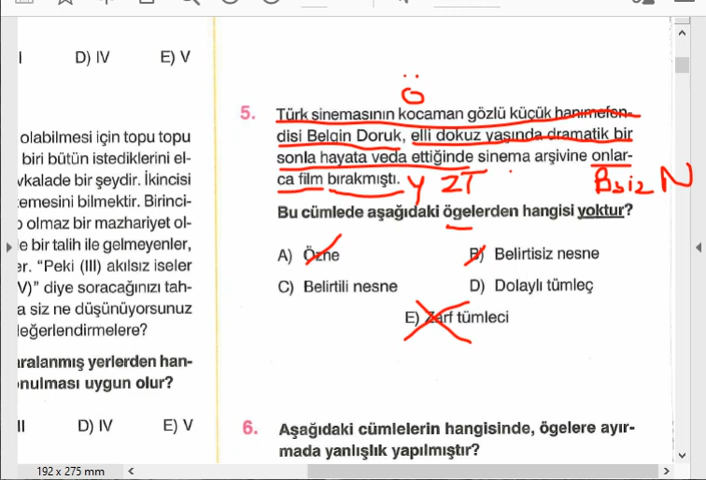 I D) IV E) V
olabilmesi için topu topu
biri bütün istediklerini el-
vkalade bir şeydir. İkincisi
emesini bilmektir. Birinci-
olmaz bir mazhariyet ol-
e bir talih ile gelmeyenler,
er. "Peki (III) akılsız iseler
V)" diye soracağınızı tah-
a siz ne düşünüyorsunuz
eğerlendirmelere?
ralanmış yerlerden han-
nulması uygun olur?
II D) IV E) V
Ö
5. Türk sinemasının kocaman gözlü küçük hanımefen-
disi Belgin Doruk, elli dokuz yaşında dramatik bir
sonla hayata veda ettiğinde sinema arşivine onlar-
ca film bırakmıştı.
Y ZT Bsiz N
Bu cümlede aşağıdaki ögelerden hangisi yoktur?
A) Özne B) Belirtisiz nesne
C) Belirtili nesne D) Dolaylı tümleç
E) Zarf tümleci
6. Aşağıdaki cümlelerin hangisinde, ögelere ayır-
mada yanlışlık yapılmıştır?
192 x 275 mm